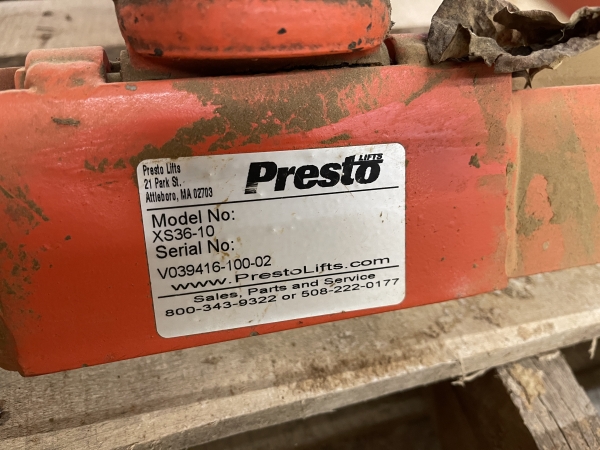 Presto Lifts
21 Park St.
Attleboro, MA 02703
Presto LIFTS
Model No:
XS36-10
Serial No:
V039416-100-02
www.PrestoLifts.com
Sales, Parts and Service
800-343-9322 or 508-222-0177